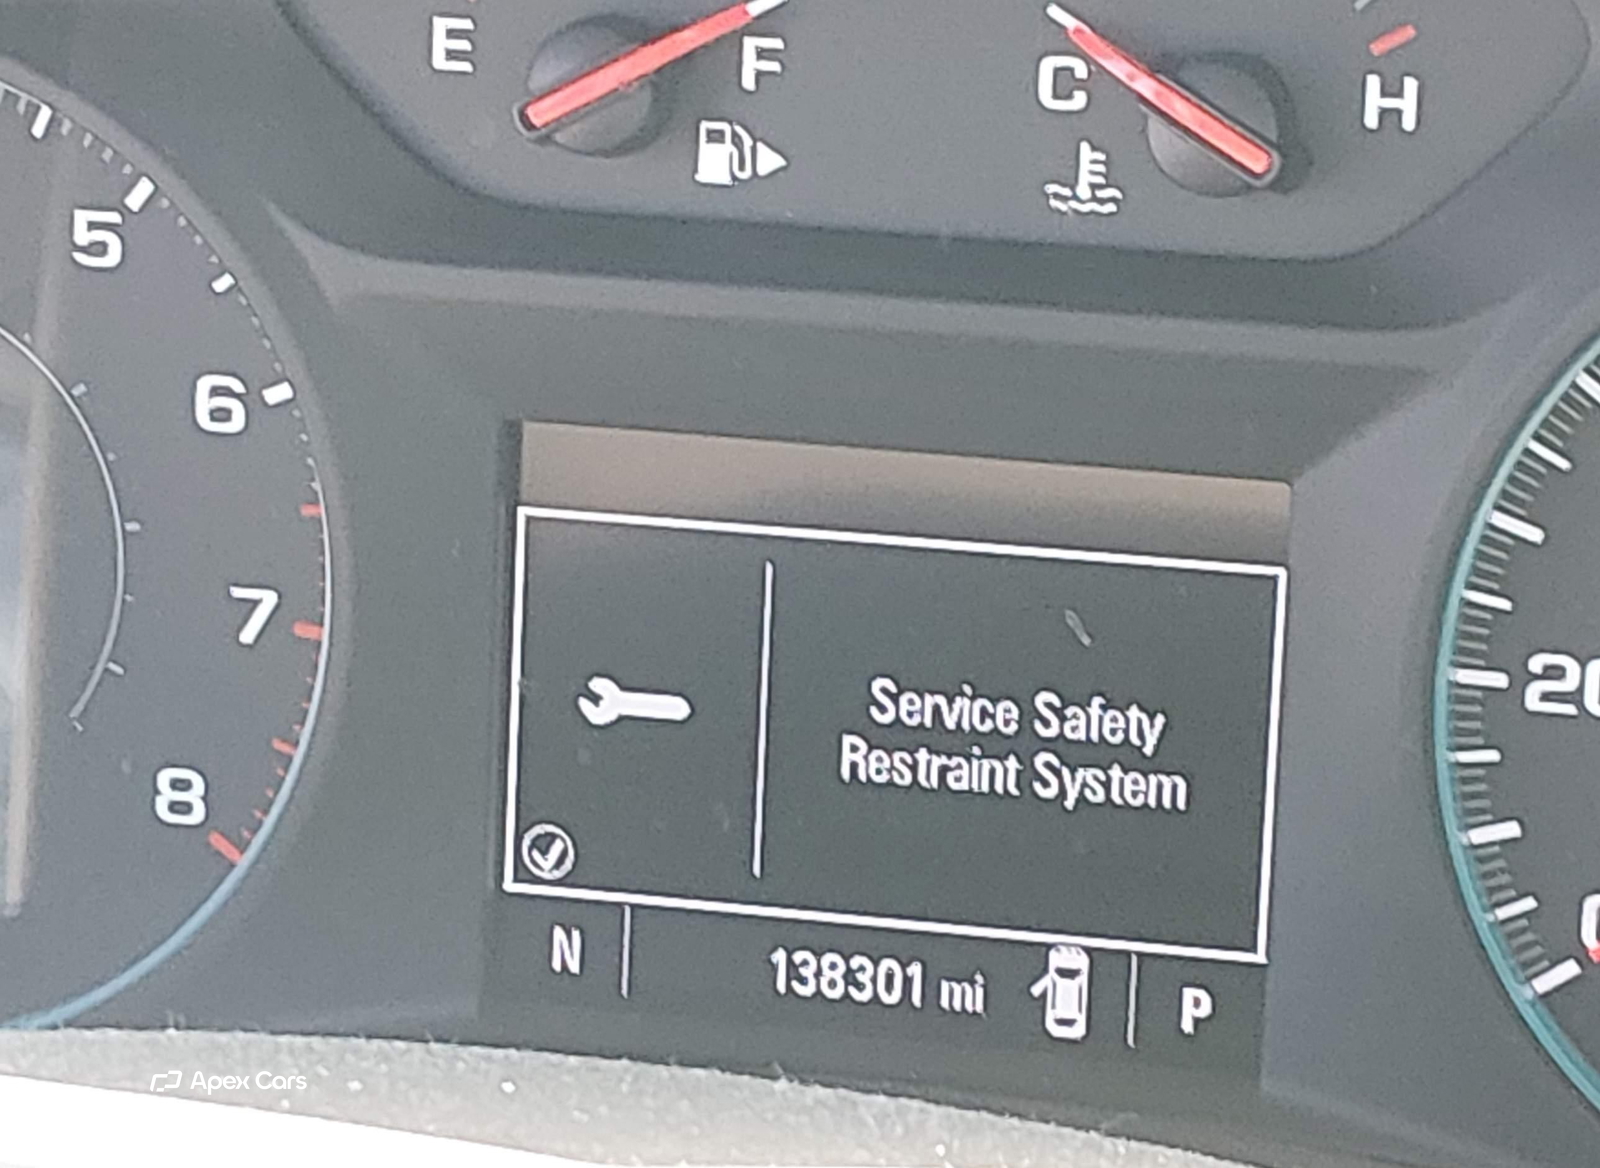 E
F
C
H
5
6
7
8
20
Service Safety
Restraint System
N
138301 mi
P
Apex Cars